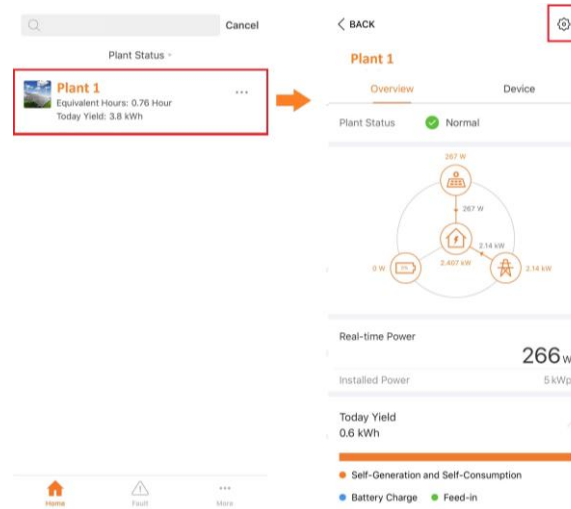 Cancel
Plant Status
Plant 1
Equivalent Hours: 0.76 Hour
Today Yield: 3.8 kWh
Home
Fault
More
BACK
Plant 1
Overview
Device
Plant Status
Normal
267 W
267 W
2.14 kW
0 W
2.407 kW
2.14 kW
Real-time Power
266 W
Installed Power
5 kWp
Today Yield
0.6 kWh
Self-Generation and Self-Consumption
Battery Charge
Feed-in